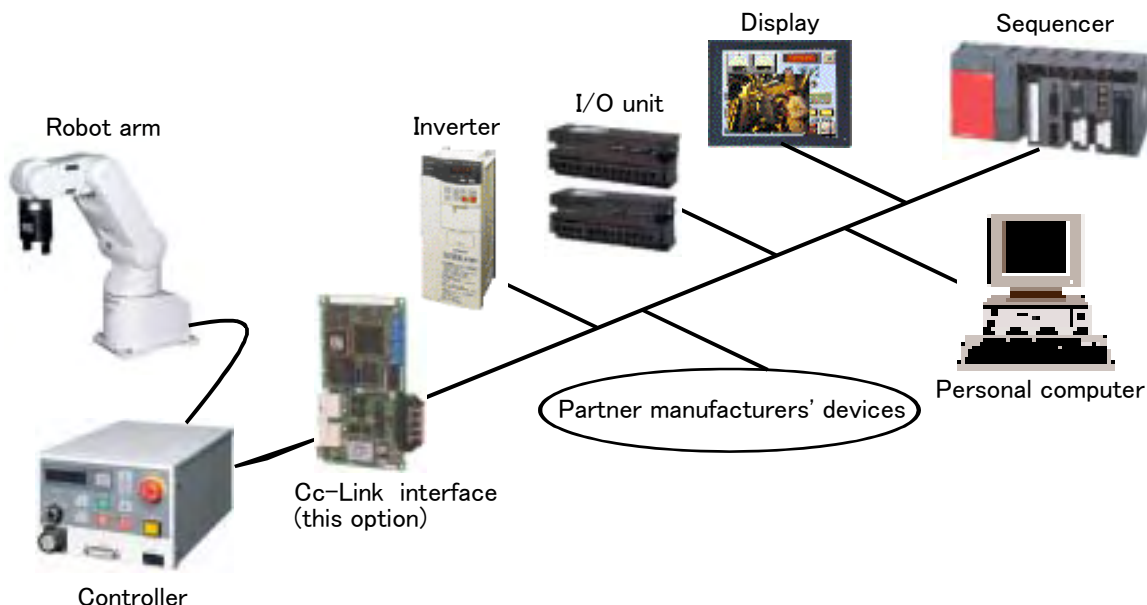 Display
Sequencer
I/O unit
Inverter
Robot arm
Personal computer
Partner manufacturers' devices
Cc-Link interface
(this option)
Controller